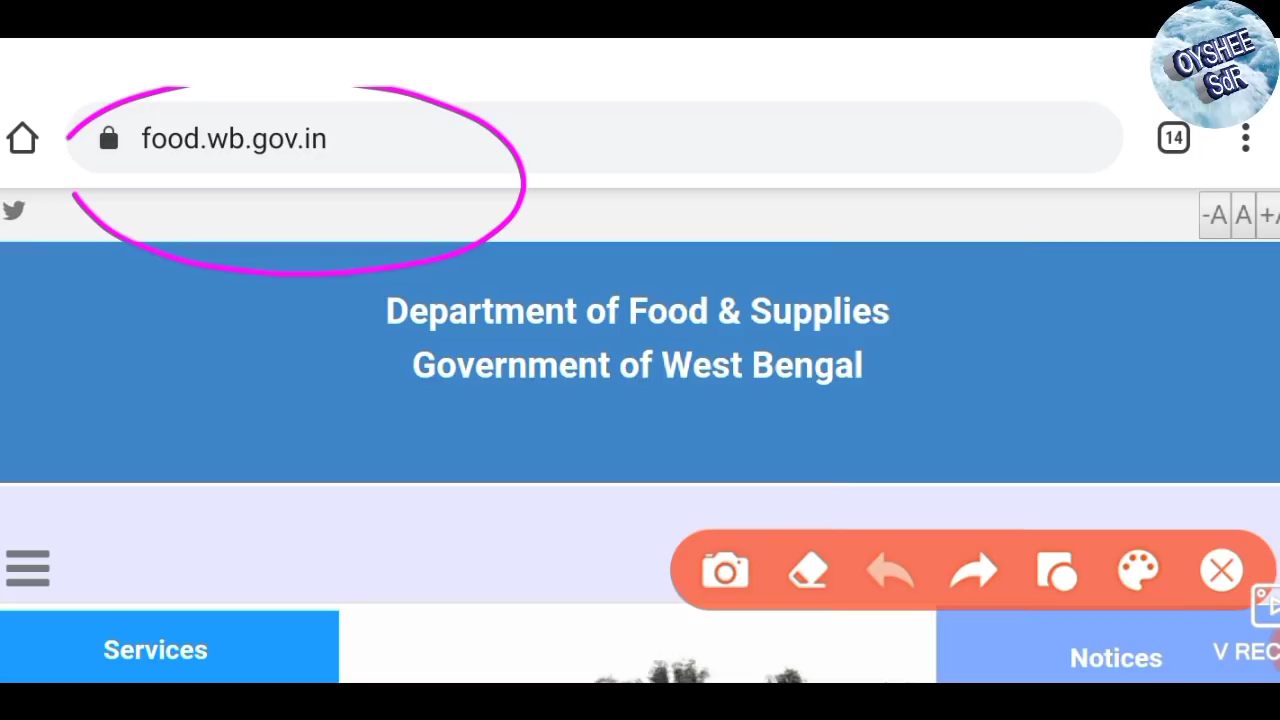 OYSHEE
SdR
food.wb.gov.in
14
-A A +A
Department of Food & Supplies
Government of West Bengal
Services
Notices
V REC